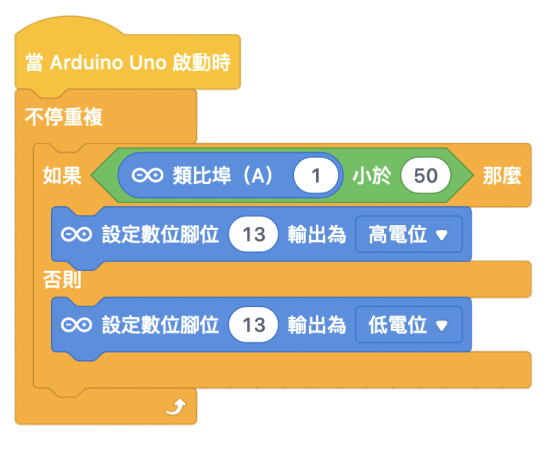 當 Arduino Uno 啟動時
不停重複
如果 類比埠（A） 1 小於 50 那麼
設定數位腳位 13 輸出為 高電位
否則
設定數位腳位 13 輸出為 低電位